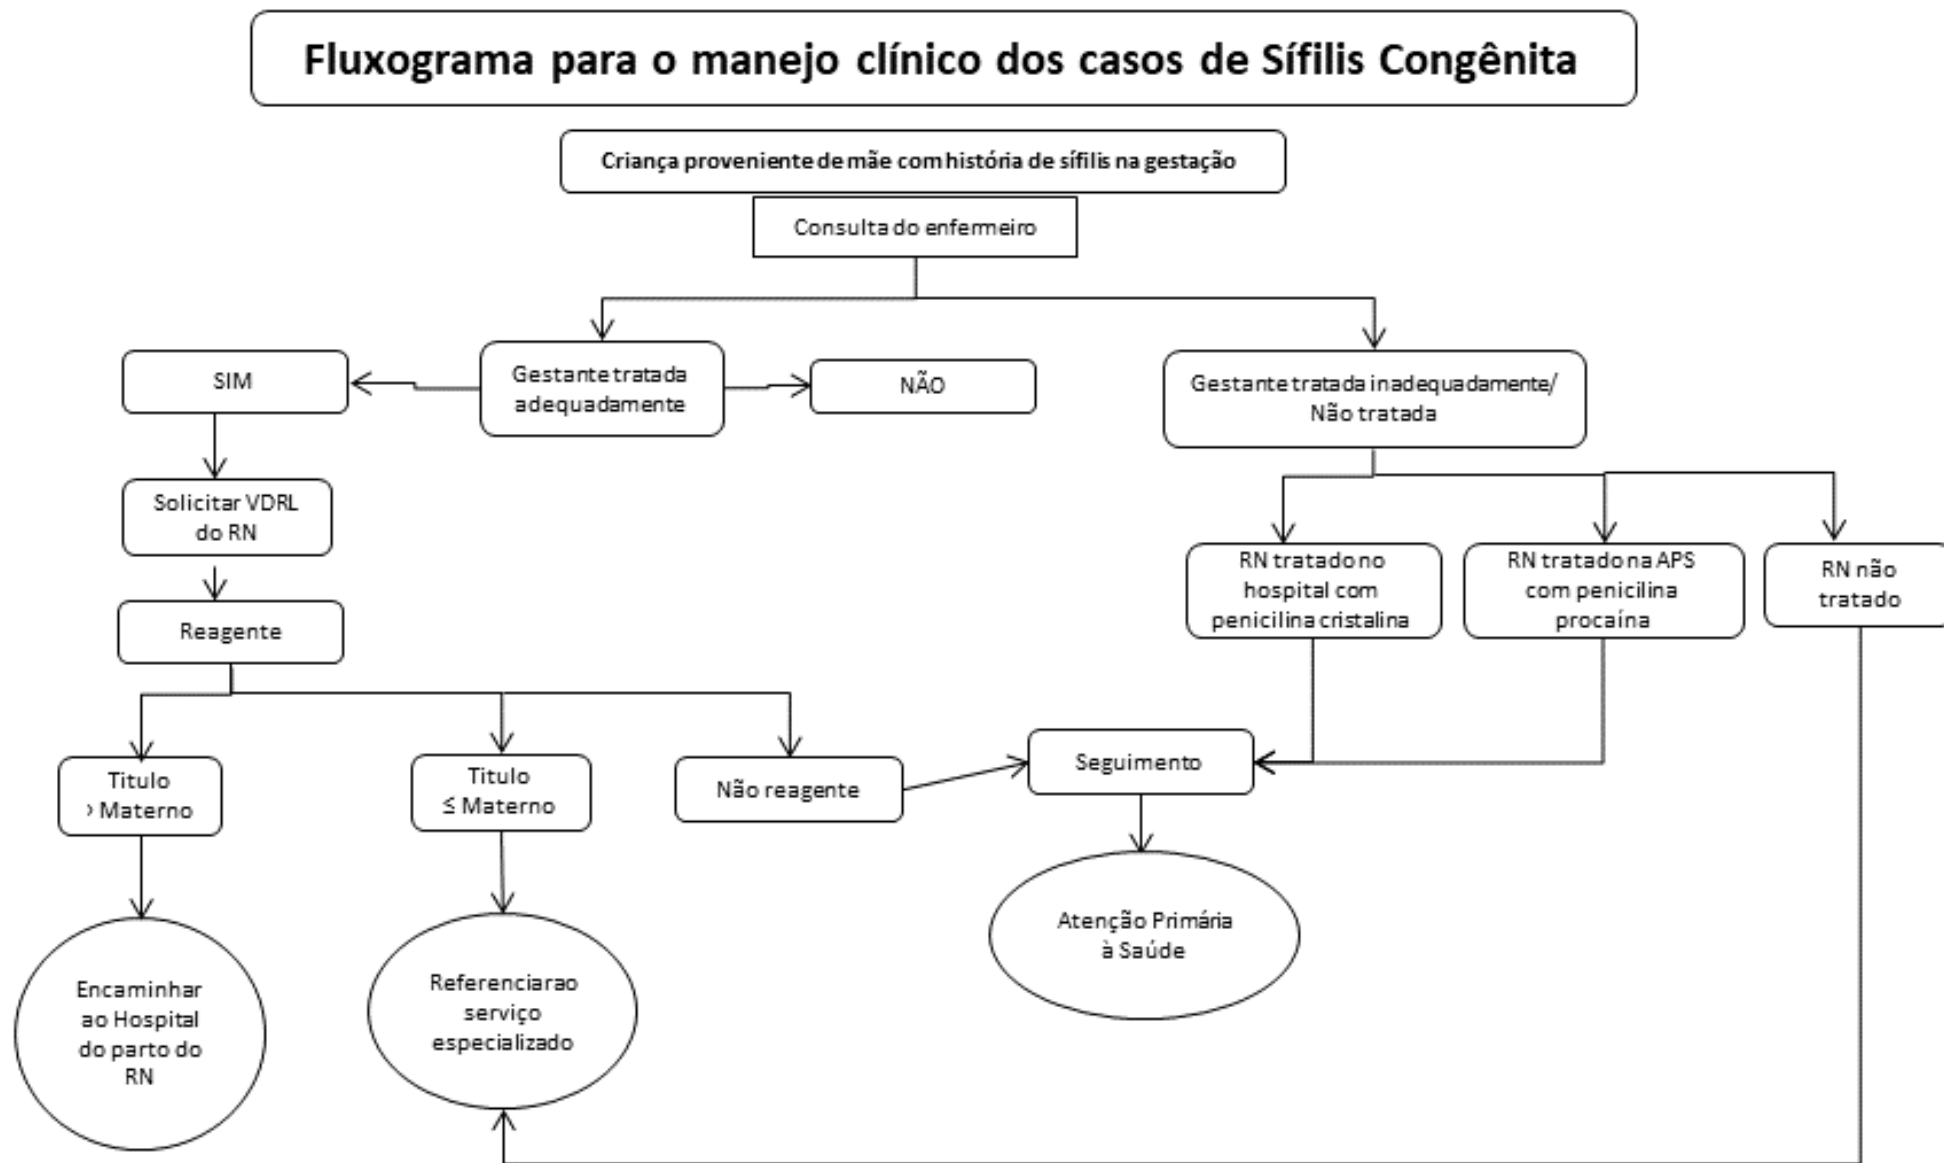 Fluxograma para o manejo clínico dos casos de Sífilis Congênita
Criança proveniente de mãe com história de sífilis na gestação
Consulta do enfermeiro
SIM
Gestante tratada
adequadamente
NÃO
Gestante tratada inadequadamente/
Não tratada
Solicitar VDRL
do RN
RN tratado no
hospital com
penicilina cristalina
RN tratado na APS
com penicilina
procaína
RN não
tratado
Reagente
Titulo
› Materno
Titulo
≤ Materno
Não reagente
Seguimento
Encaminhar
ao Hospital
do parto do
RN
Referenciar ao
serviço
especializado
Atenção Primária
à Saúde